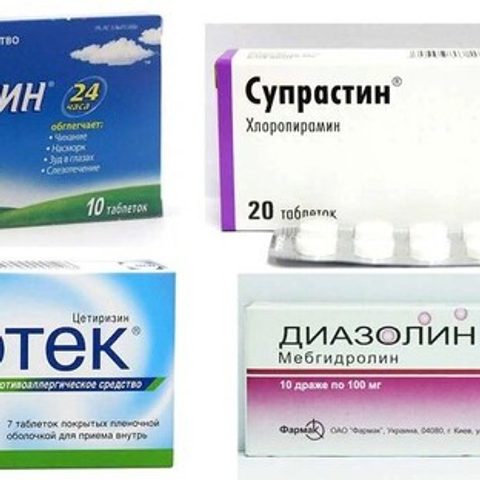 СТВО
ИН®
24
часа
облегчает:
• Чихание
• Насморк
• Зуд в глазах
• Слезотечение
10 таблеток
Супрастин®
Хлоропирамин
20 таблеток
Цетиризин
тек®
отивоаллергическое средство
7 таблеток покрытых пленочной
оболочкой для приема внутрь
ДИАЗОЛИН
Мебгидролин
10 драже по 100 мг
Фармак
ОАО "Фармак", Украина, 04080, г. Киев, у